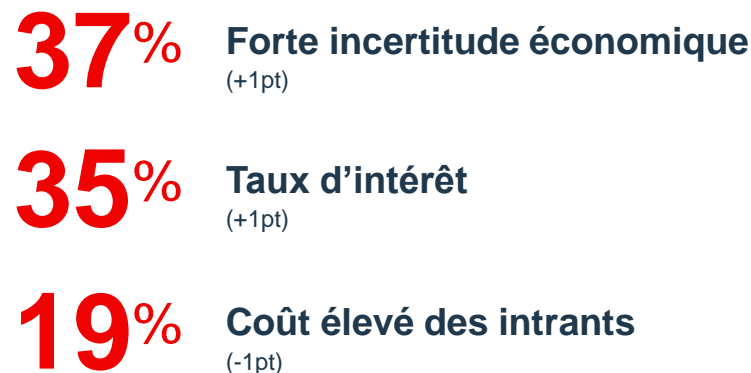 37% Forte incertitude économique
(+1pt)
35% Taux d'intérêt
(+1pt)
19% Coût élevé des intrants
(-1pt)